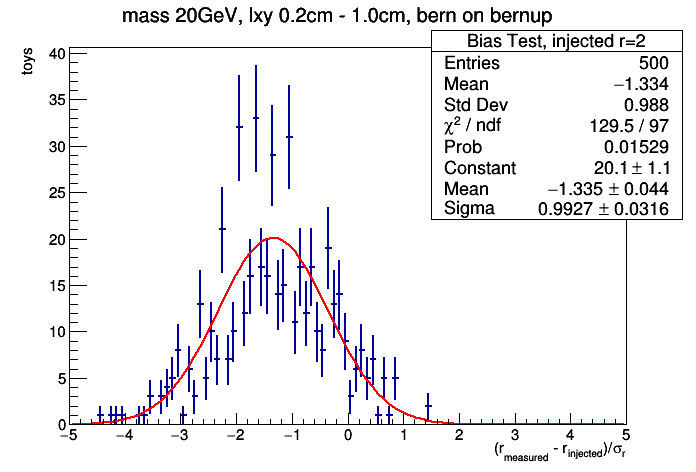 mass 20GeV, lxy 0.2cm - 1.0cm, bern on bernup
Bias Test, injected r=2
Entries 500
Mean −1.334
Std Dev 0.988
χ² / ndf 129.5 / 97
Prob 0.01529
Constant 20.1 ± 1.1
Mean −1.335 ± 0.044
Sigma 0.9927 ± 0.0316
toys
40
35
30
25
20
15
10
5
0
−5 −4 −3 −2 −1 0 1 2 3 4 5
(r_measured - r_injected)/σ_r